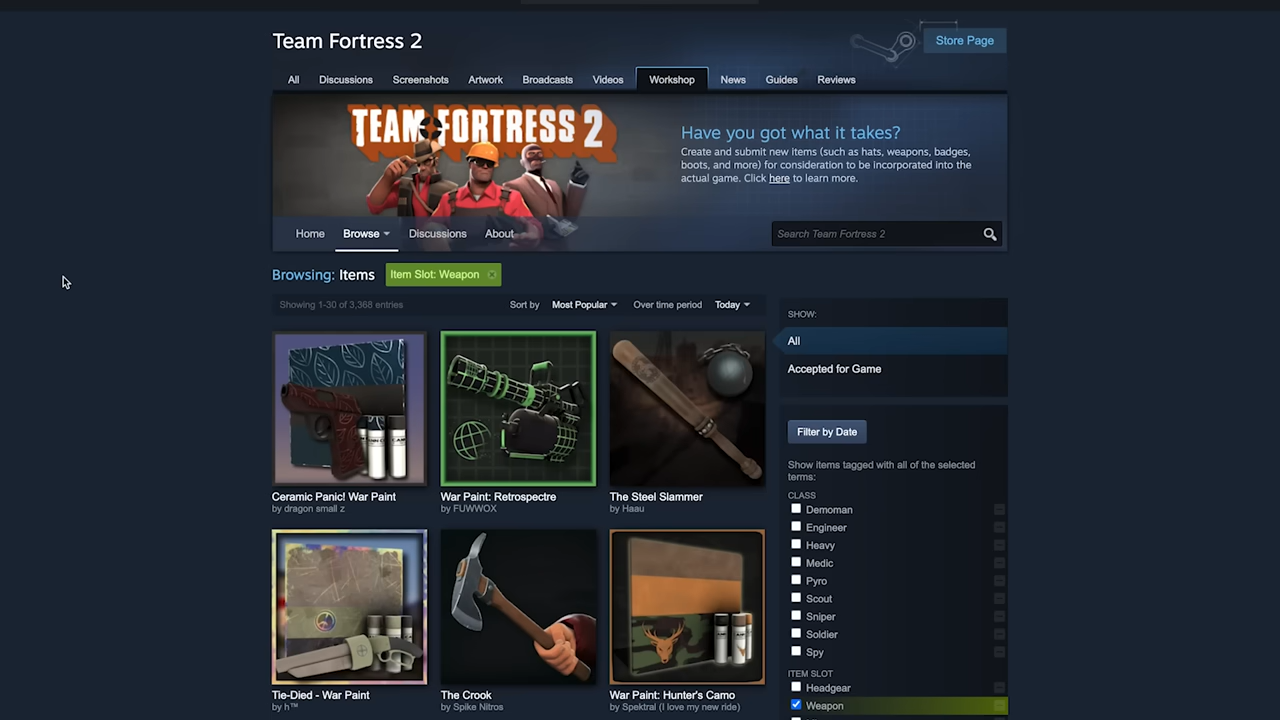 Team Fortress 2
Store Page
All Discussions Screenshots Artwork Broadcasts Videos Workshop News Guides Reviews
TEAM FORTRESS 2
Have you got what it takes?
Create and submit new items (such as hats, weapons, badges,
boots, and more) for consideration to be incorporated into the
actual game. Click here to learn more.
Home Browse Discussions About
Search Team Fortress 2
Browsing: Items Item Slot: Weapon
Showing 1-30 of 3,368 entries
Sort by Most Popular Over time period Today
Ceramic Panic! War Paint
by dragon small z
War Paint: Retrospectre
by FUWWOX
The Steel Slammer
by Haau
Tie-Died - War Paint
by h™
The Crook
by Spike Nitros
War Paint: Hunter's Camo
by Spektral (I love my new ride)
SHOW:
All
Accepted for Game
Filter by Date
Show items tagged with all of the selected
terms:
CLASS
Demoman
Engineer
Heavy
Medic
Pyro
Scout
Sniper
Soldier
Spy
ITEM SLOT
Headgear
Weapon